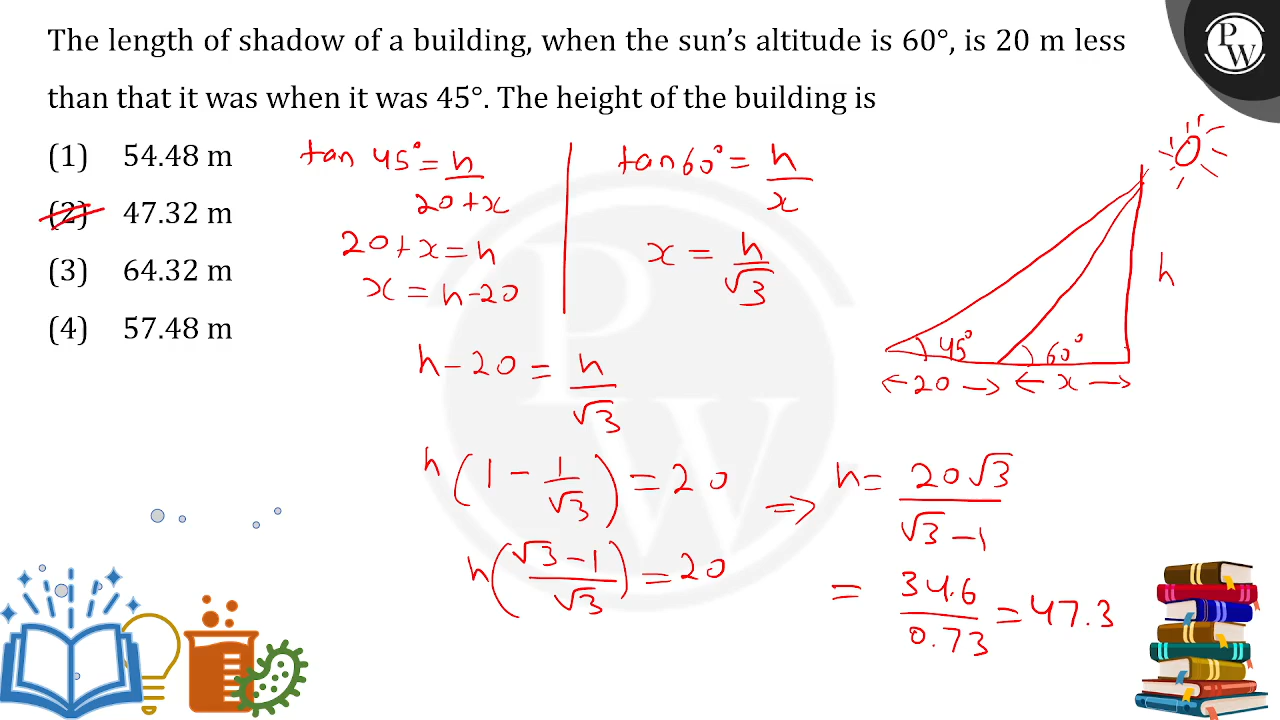 The length of shadow of a building, when the sun's altitude is 60°, is 20 m less
than that it was when it was 45°. The height of the building is
(1) 54.48 m
(2) 47.32 m
(3) 64.32 m
(4) 57.48 m
tan 45° = h/(20+x)
20+x = h
x = h-20
tan 60° = h/x
x = h/√3
h-20 = h/√3
h(1 - 1/√3) = 20
h((√3-1)/√3) = 20
⇒ h = 20√3/(√3-1)
= 34.6/0.73 = 47.3
h
45°
60°
20
x
PW
PW